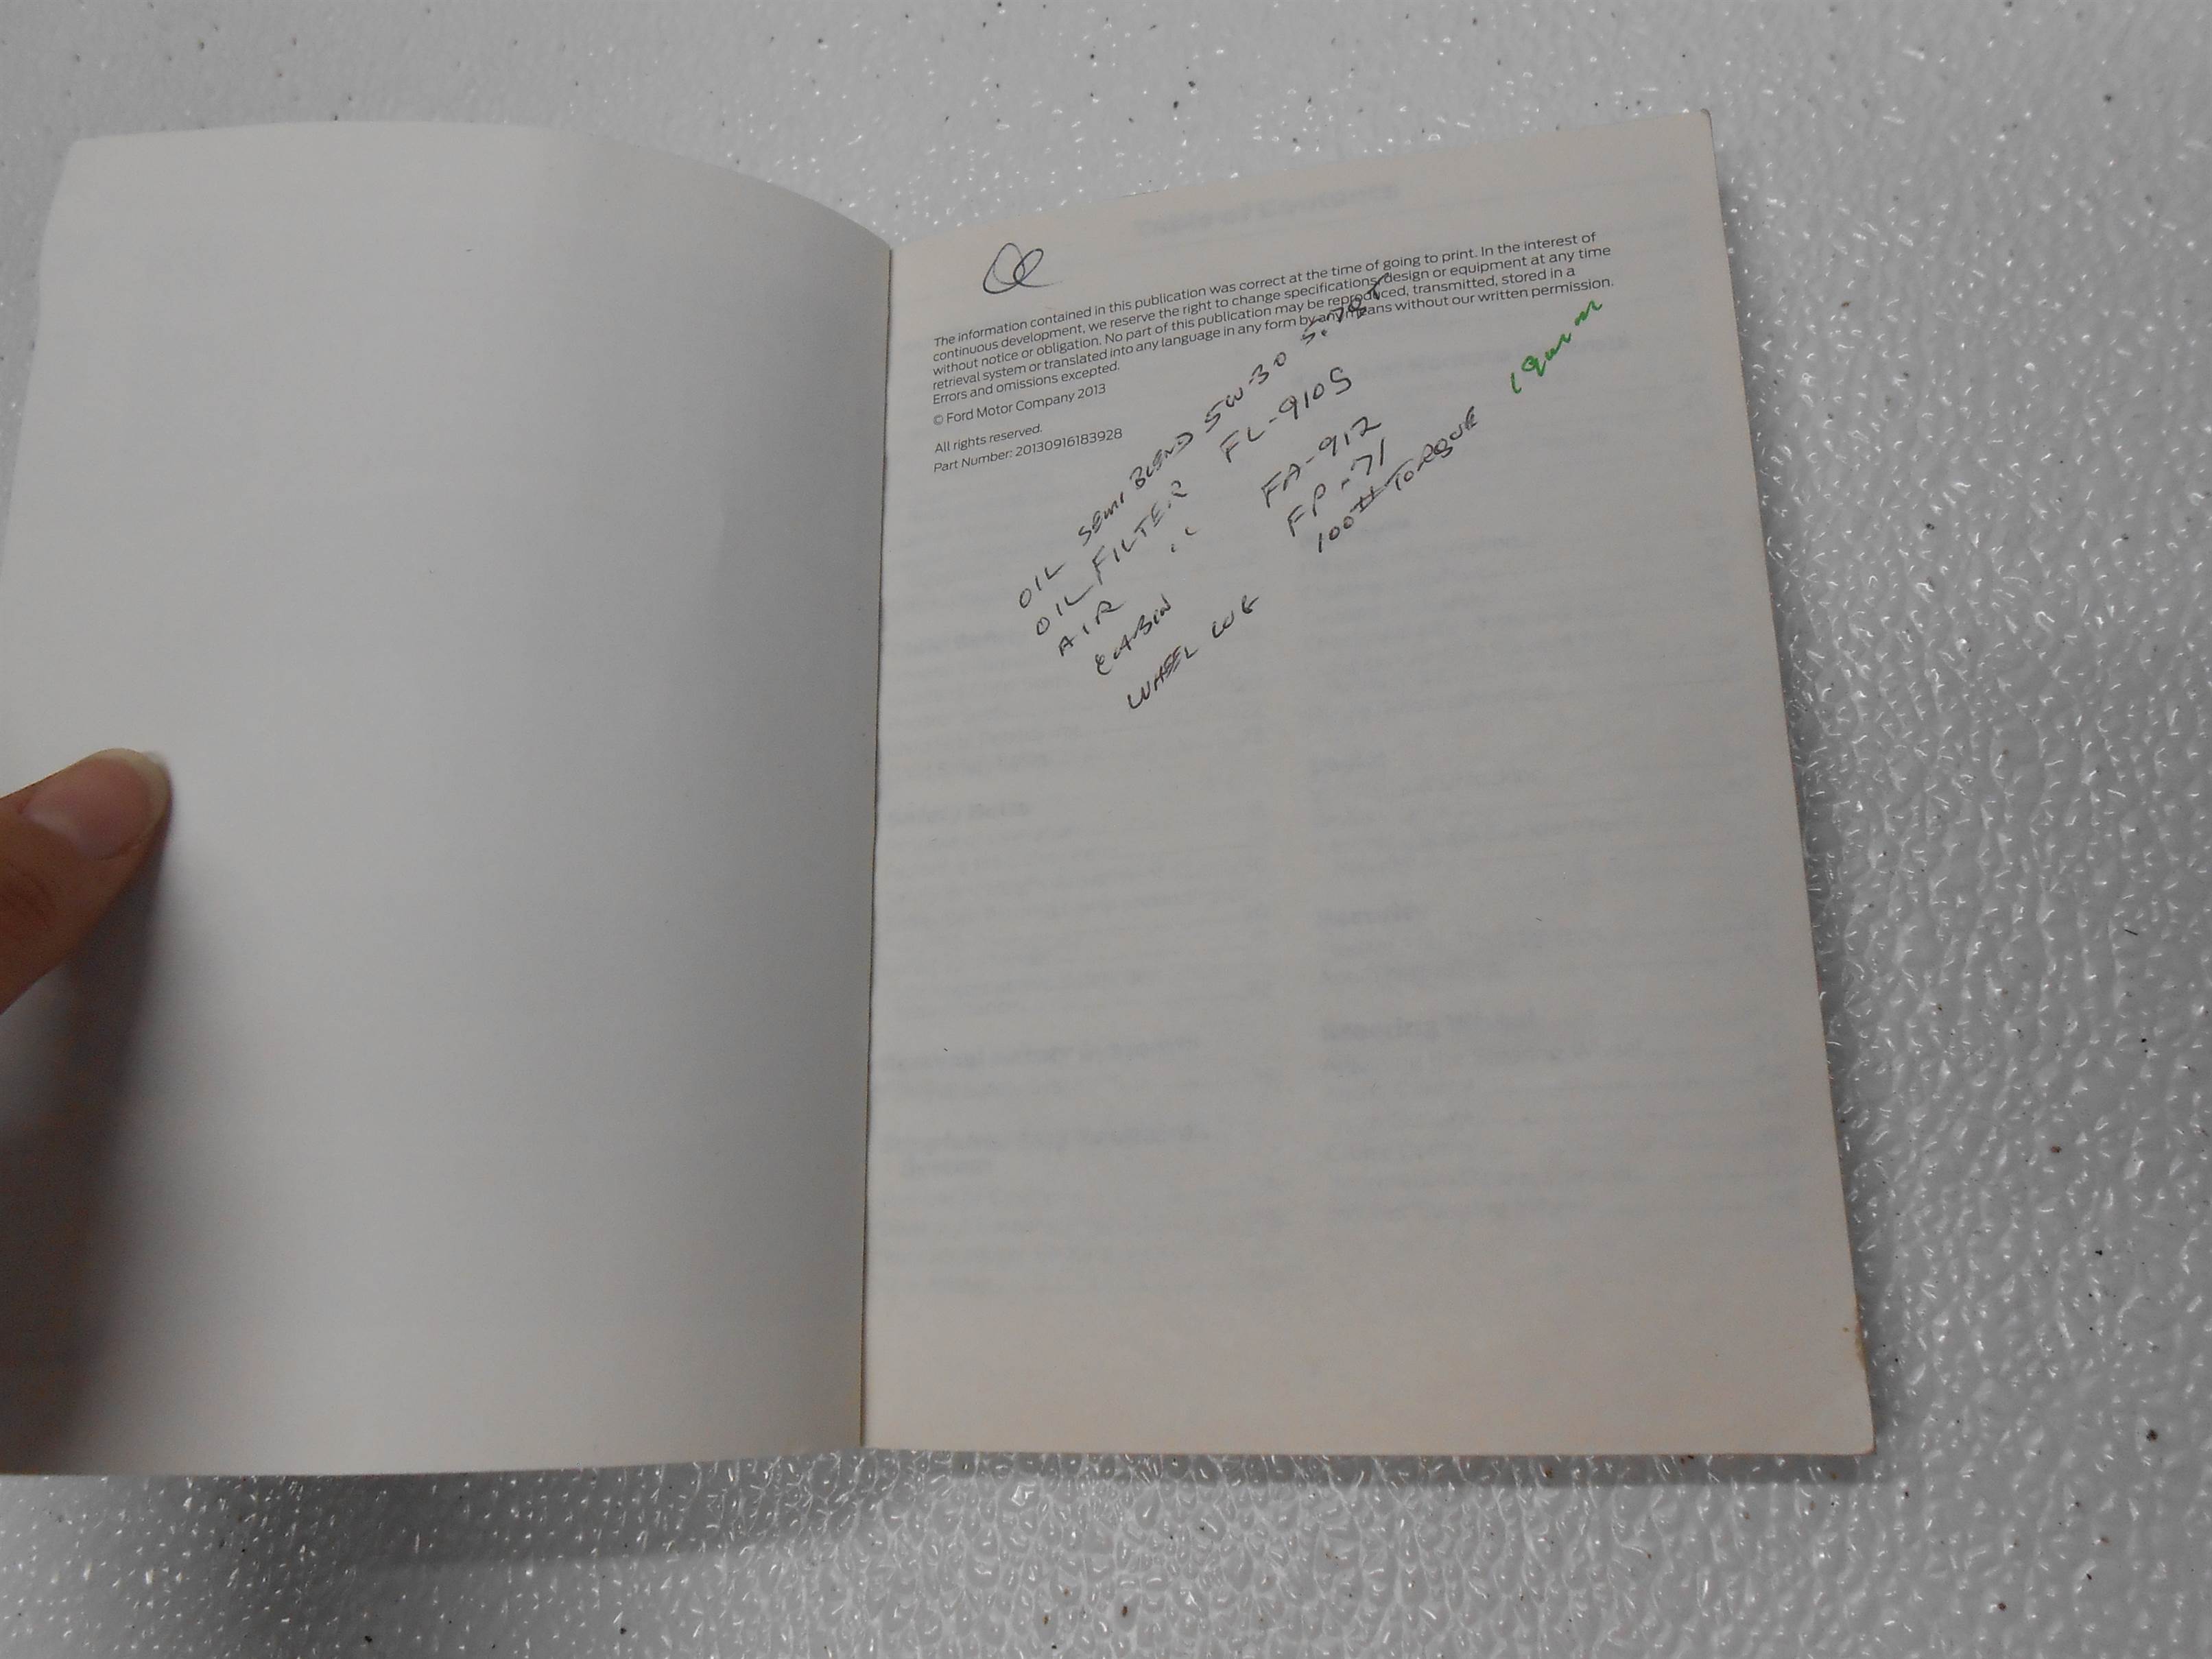 The information contained in this publication was correct at the time of going to print. In the interest of
continuous development, we reserve the right to change specifications, design or equipment at any time
without notice or obligation. No part of this publication may be reproduced, transmitted, stored in a
retrieval system or translated into any language in any form by any means without our written permission.
Errors and omissions excepted.
© Ford Motor Company 2013
All rights reserved.
Part Number: 20130916183928
OIL SEMI BLEND 5W-30 5.7QT
OIL FILTER FL-910S
AIR " FA-912
CABIN FP-71
WHEEL LUG 100# TORQUE